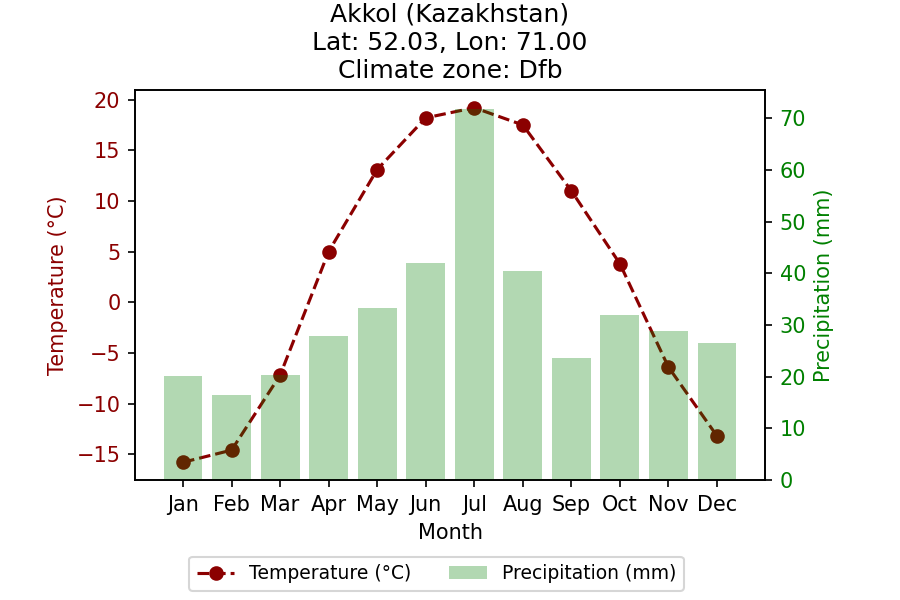 Akkol (Kazakhstan)
Lat: 52.03, Lon: 71.00
Climate zone: Dfb
20
15
10
5
0
−5
−10
−15
Temperature (°C)
70
60
50
40
30
20
10
0
Precipitation (mm)
Jan Feb Mar Apr May Jun Jul Aug Sep Oct Nov Dec
Month
Temperature (°C) Precipitation (mm)